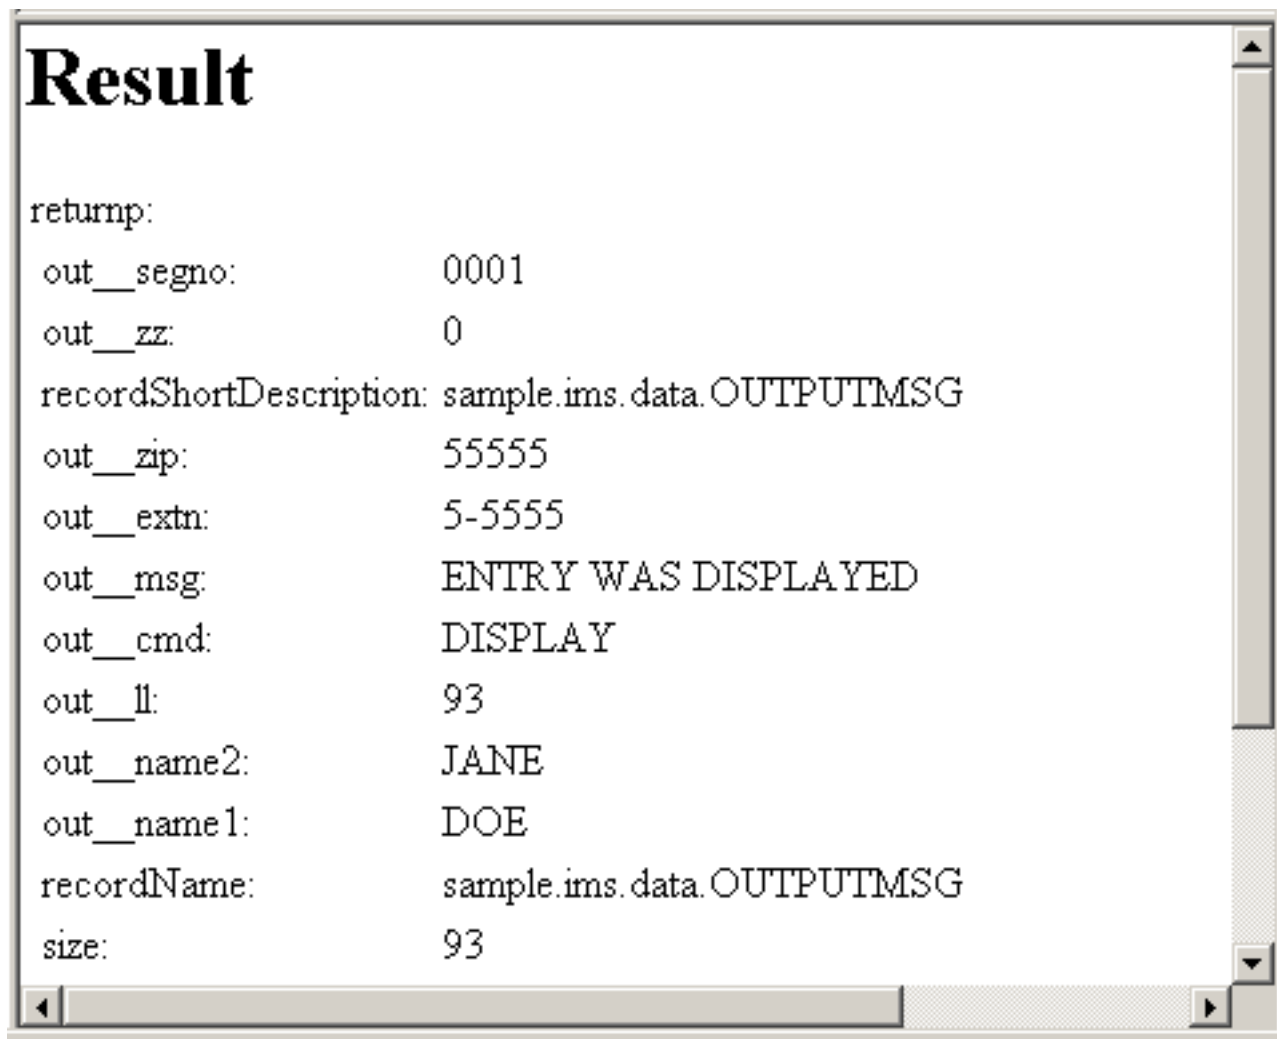 Result
returnp:
out__segno: 0001
out__zz: 0
recordShortDescription: sample.ims.data.OUTPUTMSG
out__zip: 55555
out__extn: 5-5555
out__msg: ENTRY WAS DISPLAYED
out__cmd: DISPLAY
out__ll: 93
out__name2: JANE
out__name1: DOE
recordName: sample.ims.data.OUTPUTMSG
size: 93